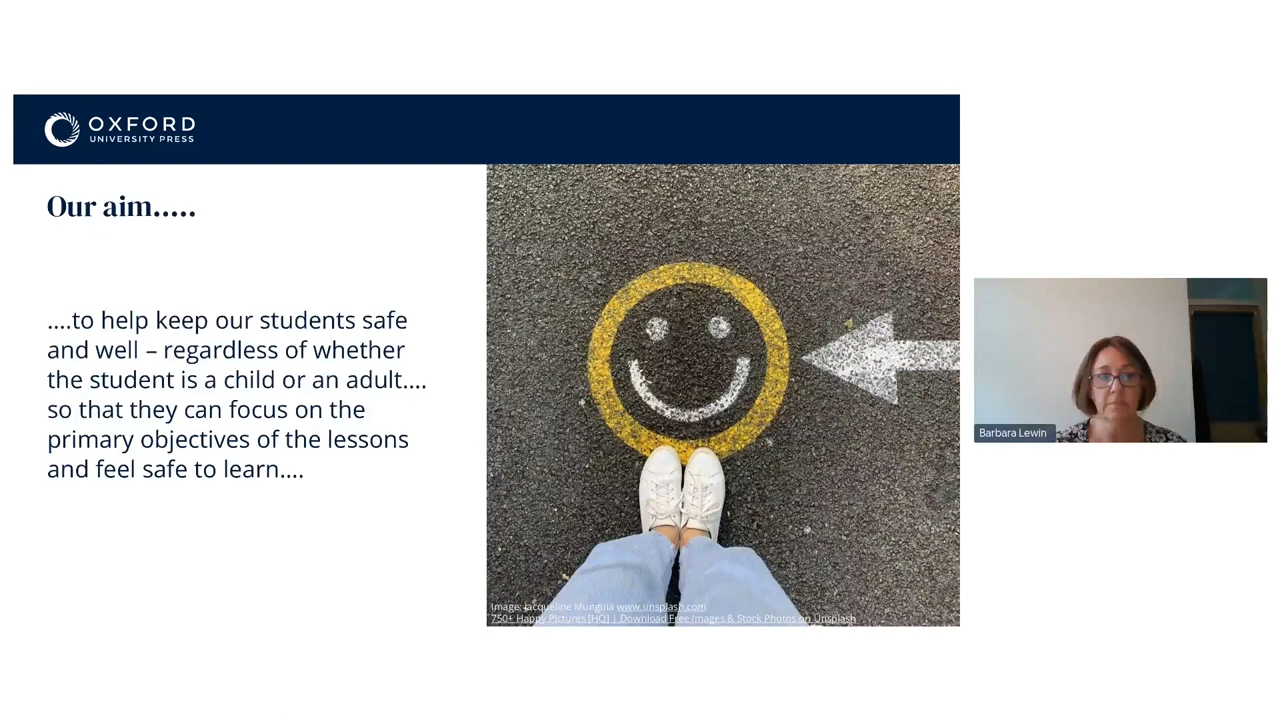 OXFORD
UNIVERSITY PRESS
Our aim.....
....to help keep our students safe
and well – regardless of whether
the student is a child or an adult....
so that they can focus on the
primary objectives of the lessons
and feel safe to learn....
Image: Jacqueline Munguia www.unsplash.com
750+ Happy Pictures [HQ] | Download Free Images & Stock Photos on Unsplash
Barbara Lewin